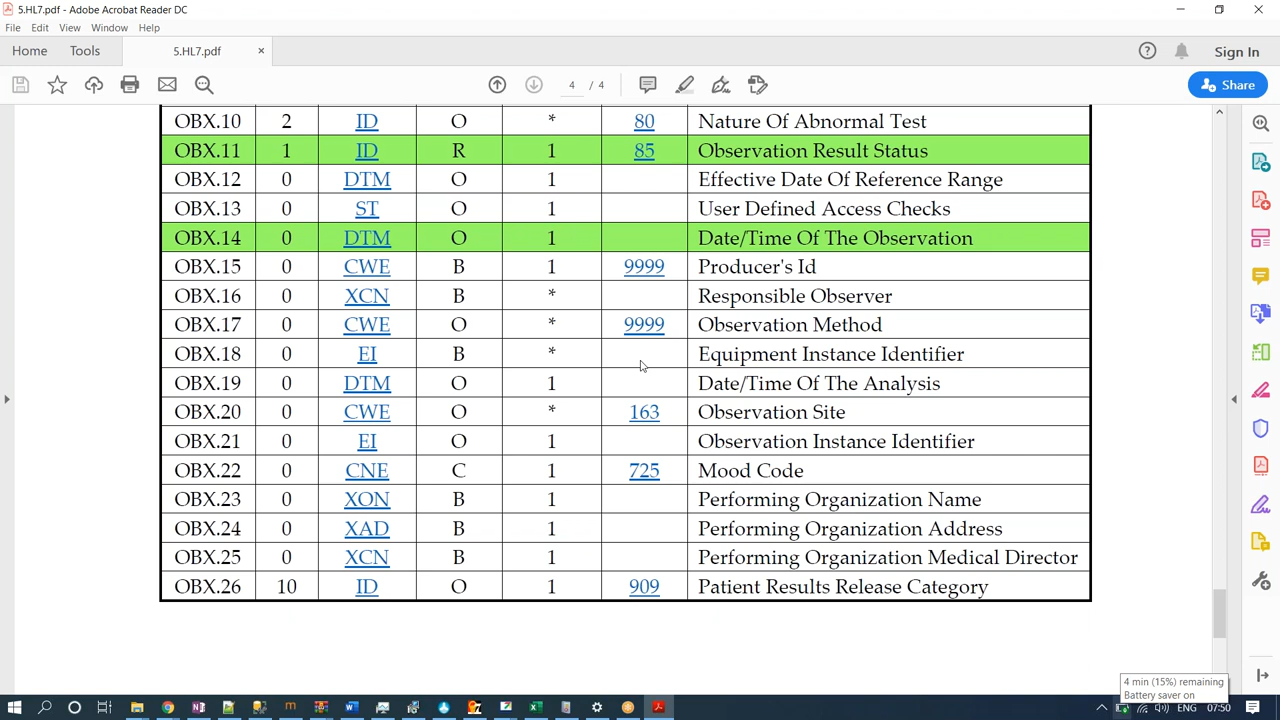 5.HL7.pdf - Adobe Acrobat Reader DC
File Edit View Window Help
Home Tools 5.HL7.pdf × Sign In
4 / 4 Share
OBX.10 2 ID O * 80 Nature Of Abnormal Test
OBX.11 1 ID R 1 85 Observation Result Status
OBX.12 0 DTM O 1 Effective Date Of Reference Range
OBX.13 0 ST O 1 User Defined Access Checks
OBX.14 0 DTM O 1 Date/Time Of The Observation
OBX.15 0 CWE B 1 9999 Producer's Id
OBX.16 0 XCN B * Responsible Observer
OBX.17 0 CWE O * 9999 Observation Method
OBX.18 0 EI B * Equipment Instance Identifier
OBX.19 0 DTM O 1 Date/Time Of The Analysis
OBX.20 0 CWE O * 163 Observation Site
OBX.21 0 EI O 1 Observation Instance Identifier
OBX.22 0 CNE C 1 725 Mood Code
OBX.23 0 XON B 1 Performing Organization Name
OBX.24 0 XAD B 1 Performing Organization Address
OBX.25 0 XCN B 1 Performing Organization Medical Director
OBX.26 10 ID O 1 909 Patient Results Release Category
4 min (15%) remaining
Battery saver on
ENG 07:50